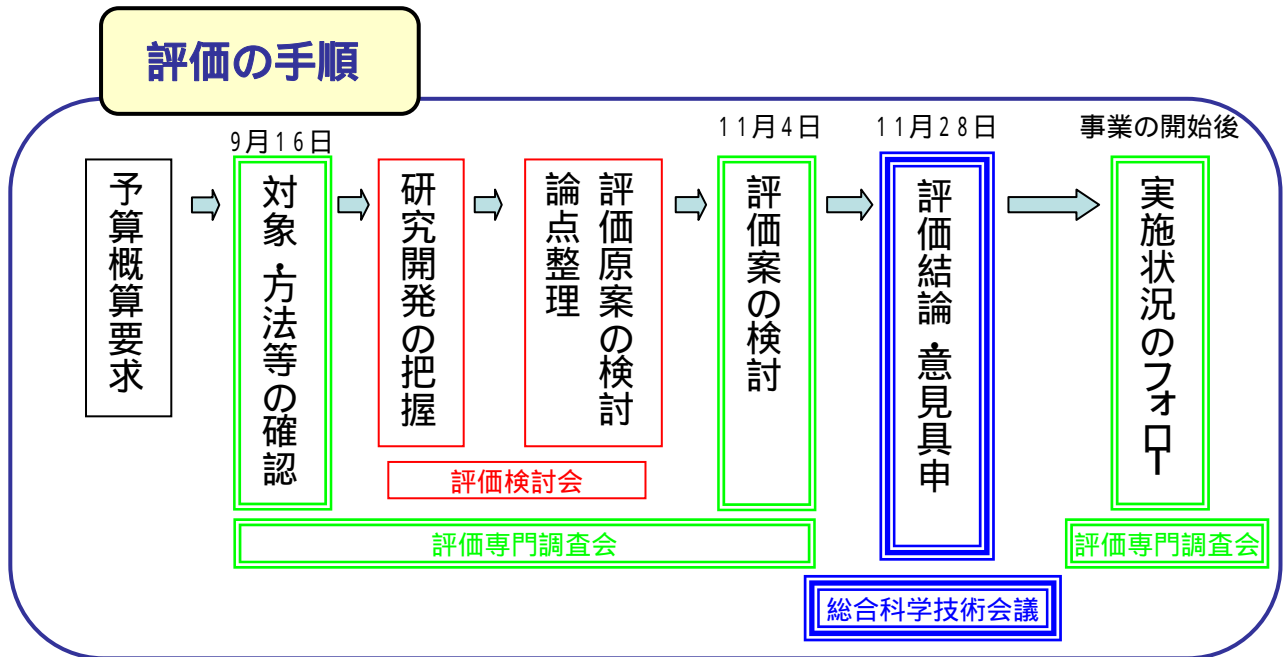 評価の手順
予算概算要求
9月16日
対象・方法等の確認
研究開発の把握
評価原案の検討
論点整理
11月4日
評価案の検討
11月28日
評価結論・意見具申
事業の開始後
実施状況のフォロー
評価検討会
評価専門調査会
評価専門調査会
総合科学技術会議